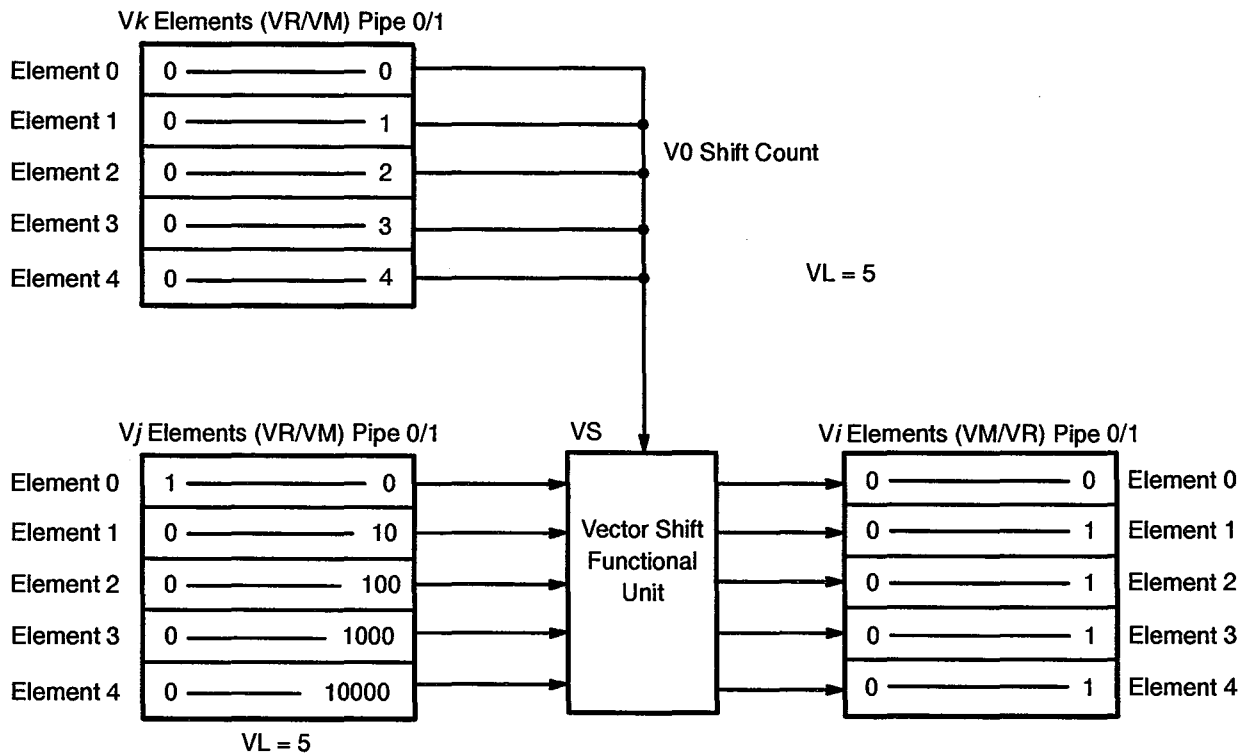 Vk Elements (VR/VM) Pipe 0/1
Element 0 0 0
Element 1 0 1
Element 2 0 2
Element 3 0 3
Element 4 0 4
V0 Shift Count
VL = 5
Vj Elements (VR/VM) Pipe 0/1
Element 0 1 0
Element 1 0 10
Element 2 0 100
Element 3 0 1000
Element 4 0 10000
VL = 5
VS
Vector Shift
Functional
Unit
Vi Elements (VM/VR) Pipe 0/1
0 0 Element 0
0 1 Element 1
0 1 Element 2
0 1 Element 3
0 1 Element 4